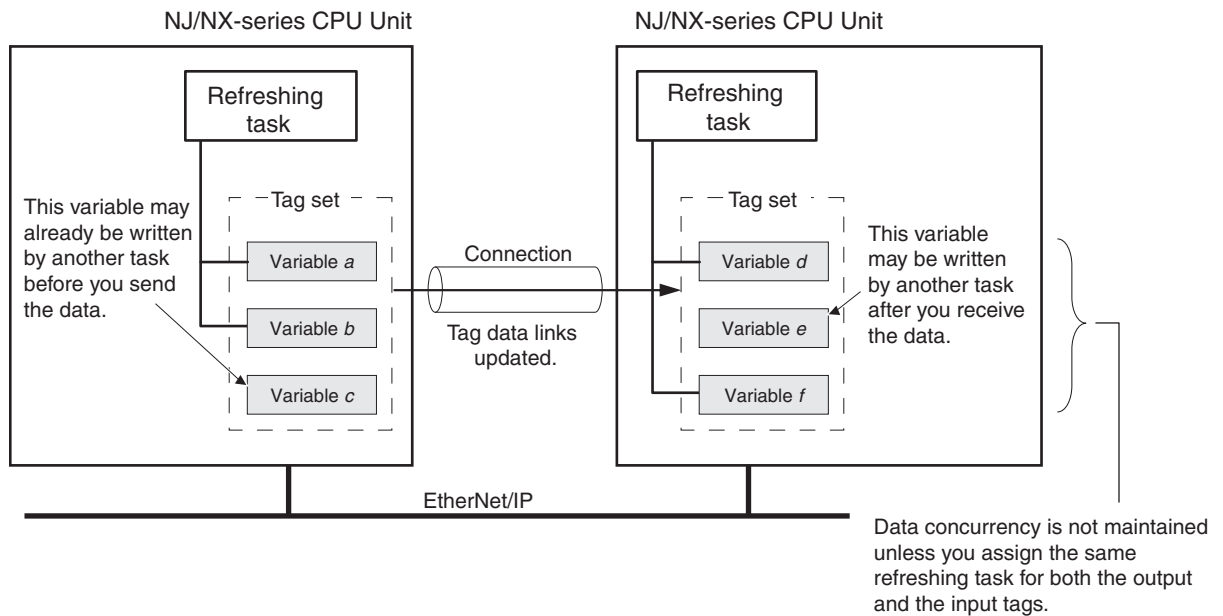 NJ/NX-series CPU Unit
NJ/NX-series CPU Unit
Refreshing
task
Refreshing
task
This variable may
already be written
by another task
before you send
the data.
Tag set
Variable a
Variable b
Variable c
Connection
Tag data links
updated.
Tag set
Variable d
Variable e
Variable f
This variable
may be written
by another task
after you receive
the data.
EtherNet/IP
Data concurrency is not maintained
unless you assign the same
refreshing task for both the output
and the input tags.